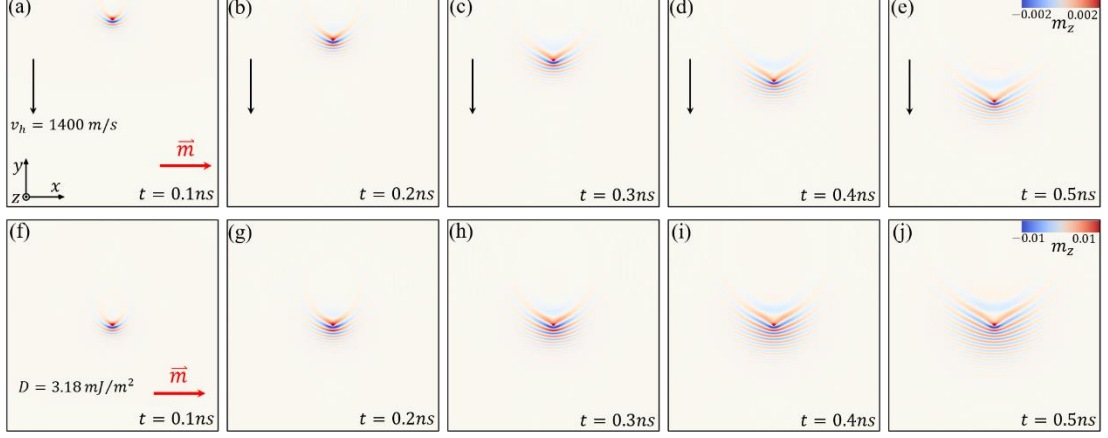 (a)
(b)
(c)
(d)
(e)
−0.002 0.002
m_z
v_h = 1400 m/s
m⃗
y
z
x
t = 0.1ns
t = 0.2ns
t = 0.3ns
t = 0.4ns
t = 0.5ns
(f)
(g)
(h)
(i)
(j)
−0.01 0.01
m_z
D = 3.18 mJ/m²
m⃗
t = 0.1ns
t = 0.2ns
t = 0.3ns
t = 0.4ns
t = 0.5ns